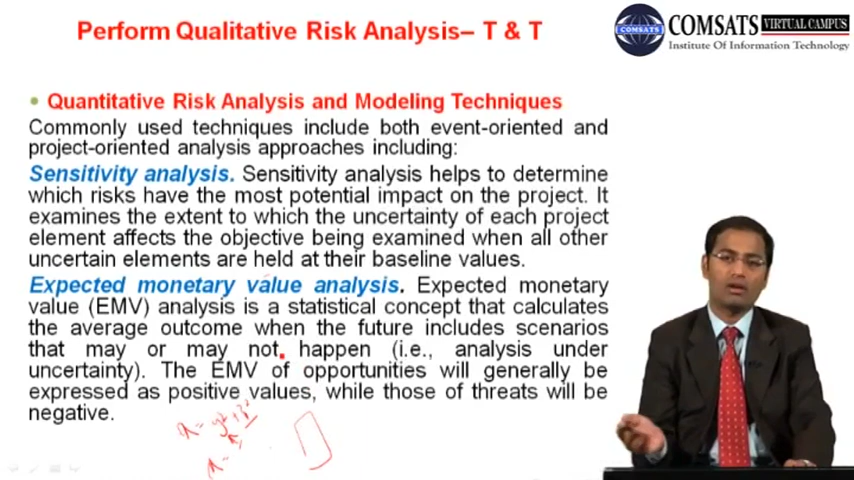 Perform Qualitative Risk Analysis– T & T
COMSATS VIRTUAL CAMPUS
Institute Of Information Technology
COMSATS
• Quantitative Risk Analysis and Modeling Techniques
Commonly used techniques include both event-oriented and
project-oriented analysis approaches including:
Sensitivity analysis. Sensitivity analysis helps to determine
which risks have the most potential impact on the project. It
examines the extent to which the uncertainty of each project
element affects the objective being examined when all other
uncertain elements are held at their baseline values.
Expected monetary value analysis. Expected monetary
value (EMV) analysis is a statistical concept that calculates
the average outcome when the future includes scenarios
that may or may not happen (i.e., analysis under
uncertainty). The EMV of opportunities will generally be
expressed as positive values, while those of threats will be
negative.